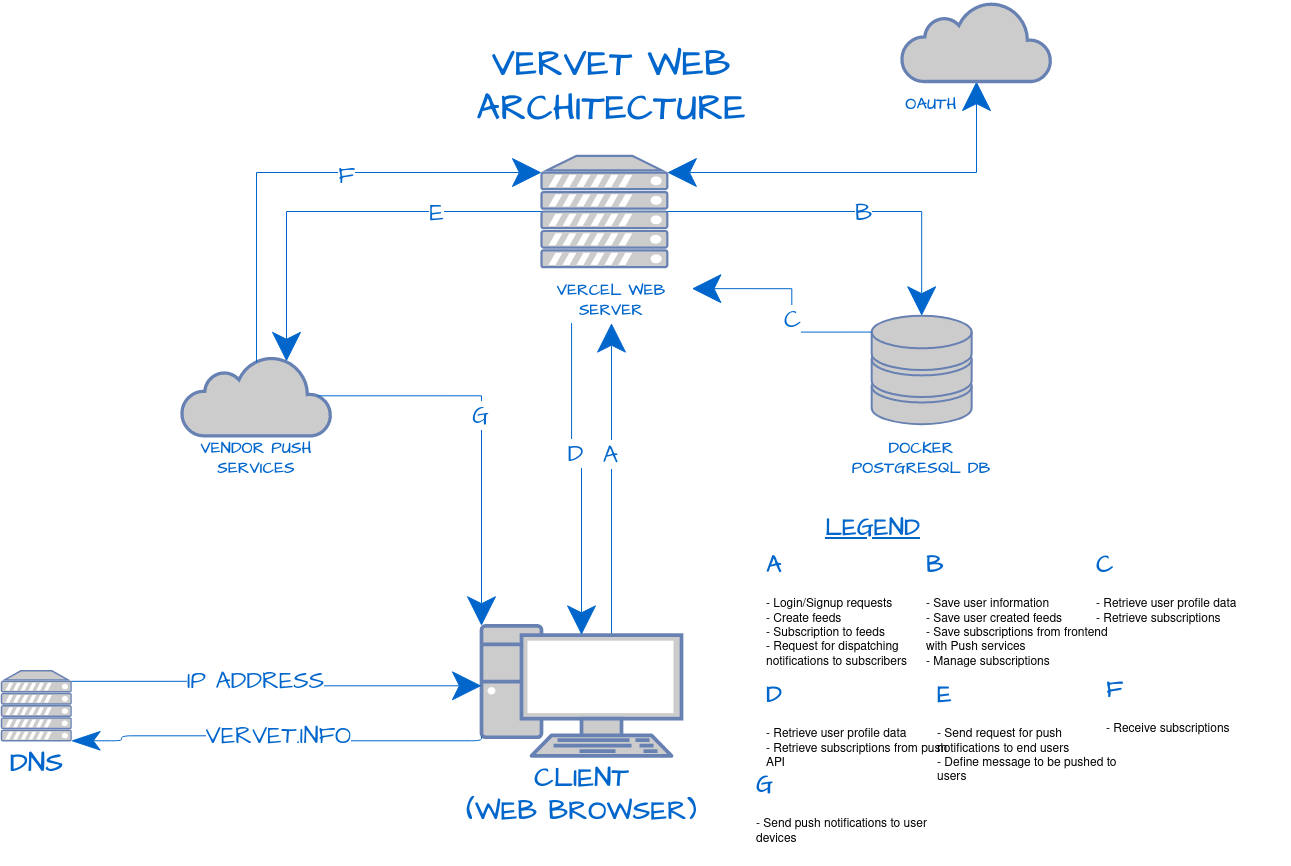 VERVET WEB
ARCHITECTURE
OAUTH
F
E
B
VERCEL WEB
SERVER
C
G
VENDOR PUSH
SERVICES
D
A
DOCKER
POSTGRESQL DB
LEGEND
A
- Login/Signup requests
- Create feeds
- Subscription to feeds
- Request for dispatching
notifications to subscribers
B
- Save user information
- Save user created feeds
- Save subscriptions from frontend
with Push services
- Manage subscriptions
C
- Retrieve user profile data
- Retrieve subscriptions
D
- Retrieve user profile data
- Retrieve subscriptions from push
API
E
- Send request for push
notifications to end users
- Define message to be pushed to
users
F
- Receive subscriptions
G
- Send push notifications to user
devices
IP ADDRESS
VERVET.INFO
DNS
CLIENT
(WEB BROWSER)